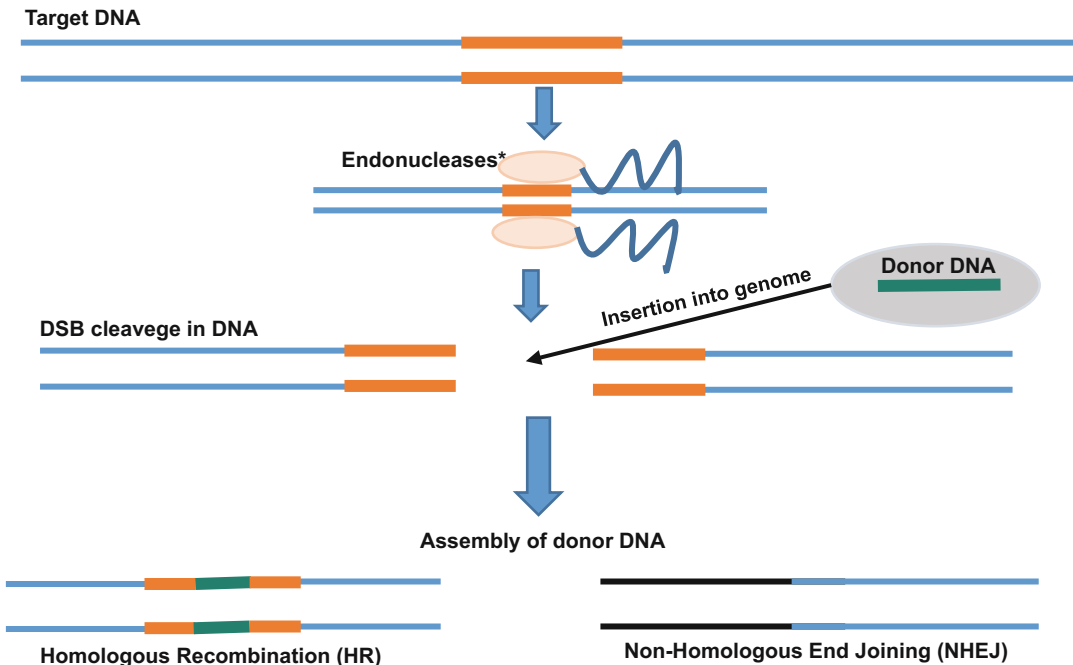 Target DNA
Endonucleases*
Donor DNA
Insertion into genome
DSB cleavege in DNA
Assembly of donor DNA
Homologous Recombination (HR)
Non-Homologous End Joining (NHEJ)